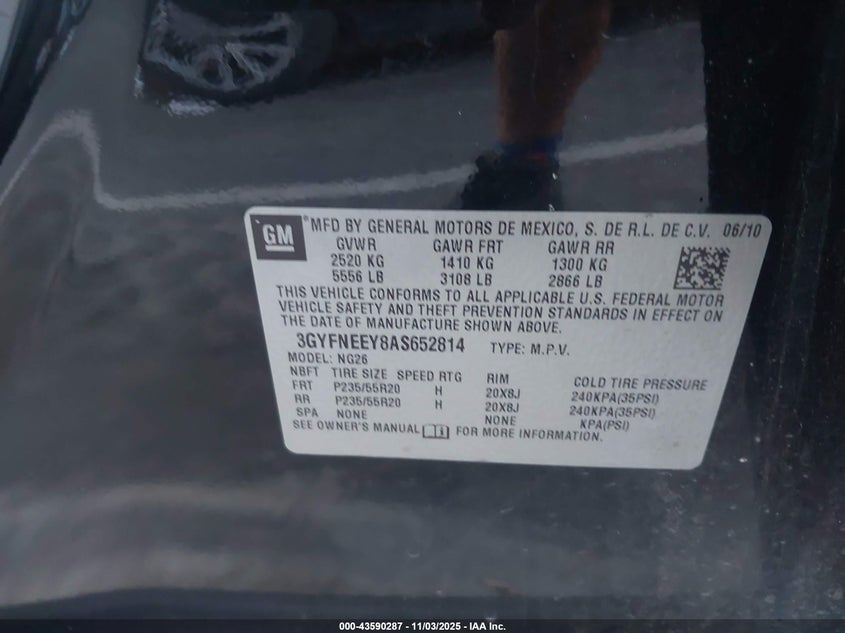 GM
MFD BY GENERAL MOTORS DE MEXICO, S. DE R.L. DE C.V. 06/10
GVWR GAWR FRT GAWR RR
2520 KG 1410 KG 1300 KG
5556 LB 3108 LB 2866 LB
THIS VEHICLE CONFORMS TO ALL APPLICABLE U.S. FEDERAL MOTOR
VEHICLE SAFETY AND THEFT PREVENTION STANDARDS IN EFFECT ON
THE DATE OF MANUFACTURE SHOWN ABOVE.
3GYFNEEY8AS652814 TYPE: M.P.V.
MODEL: NG26
NBFT TIRE SIZE SPEED RTG RIM COLD TIRE PRESSURE
FRT P235/55R20 H 20X8J 240KPA(35PSI)
RR P235/55R20 H 20X8J 240KPA(35PSI)
SPA NONE NONE KPA(PSI)
SEE OWNER'S MANUAL FOR MORE INFORMATION.
000-43590287 - 11/03/2025 - IAA Inc.